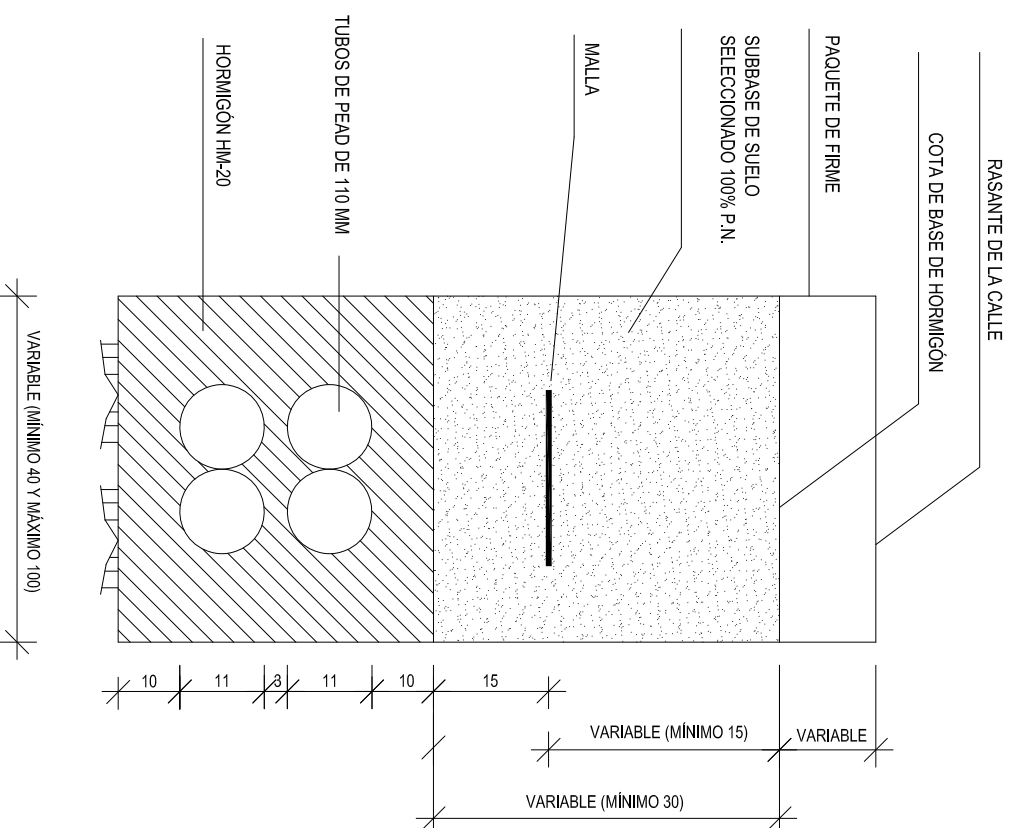 RASANTE DE LA CALLE
COTA DE BASE DE HORMIGÓN
PAQUETE DE FIRME
SUBBASE DE SUELO
SELECCIONADO 100% P.N.
MALLA
TUBOS DE PEAD DE 110 MM
HORMIGÓN HM-20
VARIABLE (MÍNIMO 40 Y MÁXIMO 100)
10
11
3
11
10
15
VARIABLE (MÍNIMO 15)
VARIABLE
VARIABLE (MÍNIMO 30)